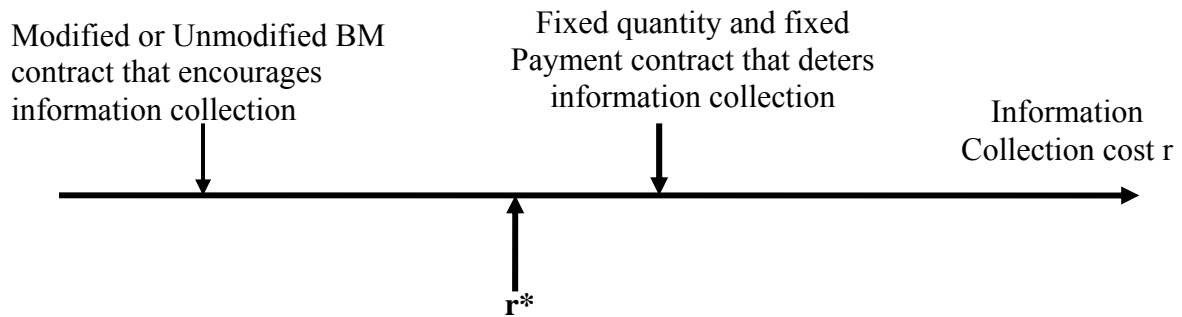 Modified or Unmodified BM
contract that encourages
information collection
Fixed quantity and fixed
Payment contract that deters
information collection
Information
Collection cost r
r*